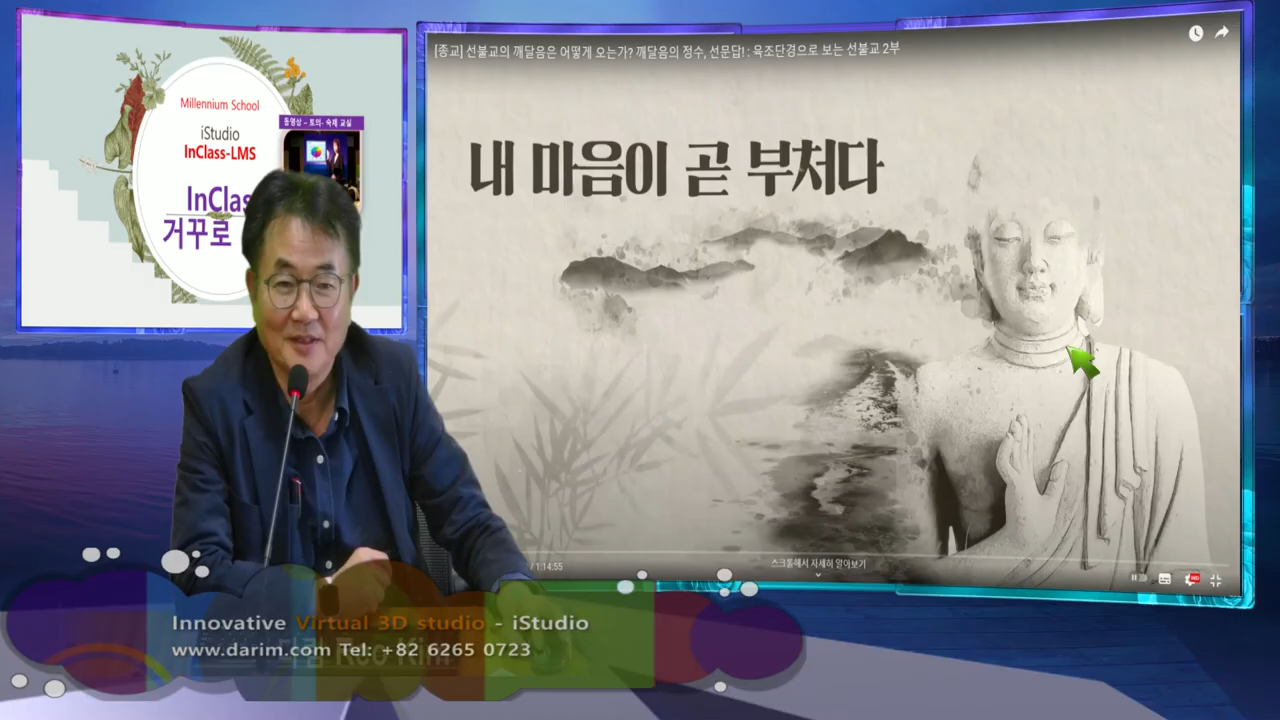 [종교] 선불교의 깨달음은 어떻게 오는가? 깨달음의 정수, 선문답! : 육조단경으로 보는 선불교 2부
Millennium School
iStudio
InClass-LMS
동영상 - 토의- 숙제 교실
InClas
거꾸로
내 마음이 곧 부처다
/ 1:14:55
스크롤해서 자세히 알아보기
HD
Innovative Virtual 3D studio - iStudio
www.darim.com Tel: +82 6265 0723